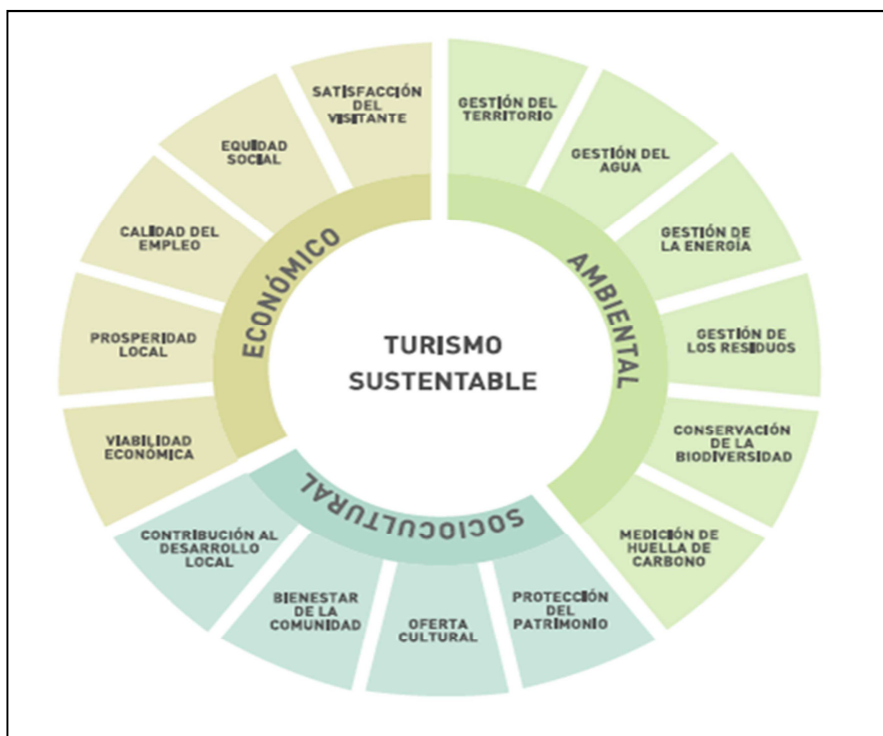 SATISFACCIÓN
DEL
VISITANTE
EQUIDAD
SOCIAL
CALIDAD DEL
EMPLEO
PROSPERIDAD
LOCAL
VIABILIDAD
ECONÓMICA
ECONÓMICO
GESTIÓN DEL
TERRITORIO
GESTIÓN DEL
AGUA
GESTIÓN DE
LA ENERGÍA
GESTIÓN DE
LOS RESIDUOS
CONSERVACIÓN
DE LA
BIODIVERSIDAD
MEDICIÓN DE
HUELLA DE
CARBONO
AMBIENTAL
TURISMO
SUSTENTABLE
SOCIOCULTURAL
CONTRIBUCIÓN AL
DESARROLLO
LOCAL
BIENESTAR
DE LA
COMUNIDAD
OFERTA
CULTURAL
PROTECCIÓN
DEL
PATRIMONIO